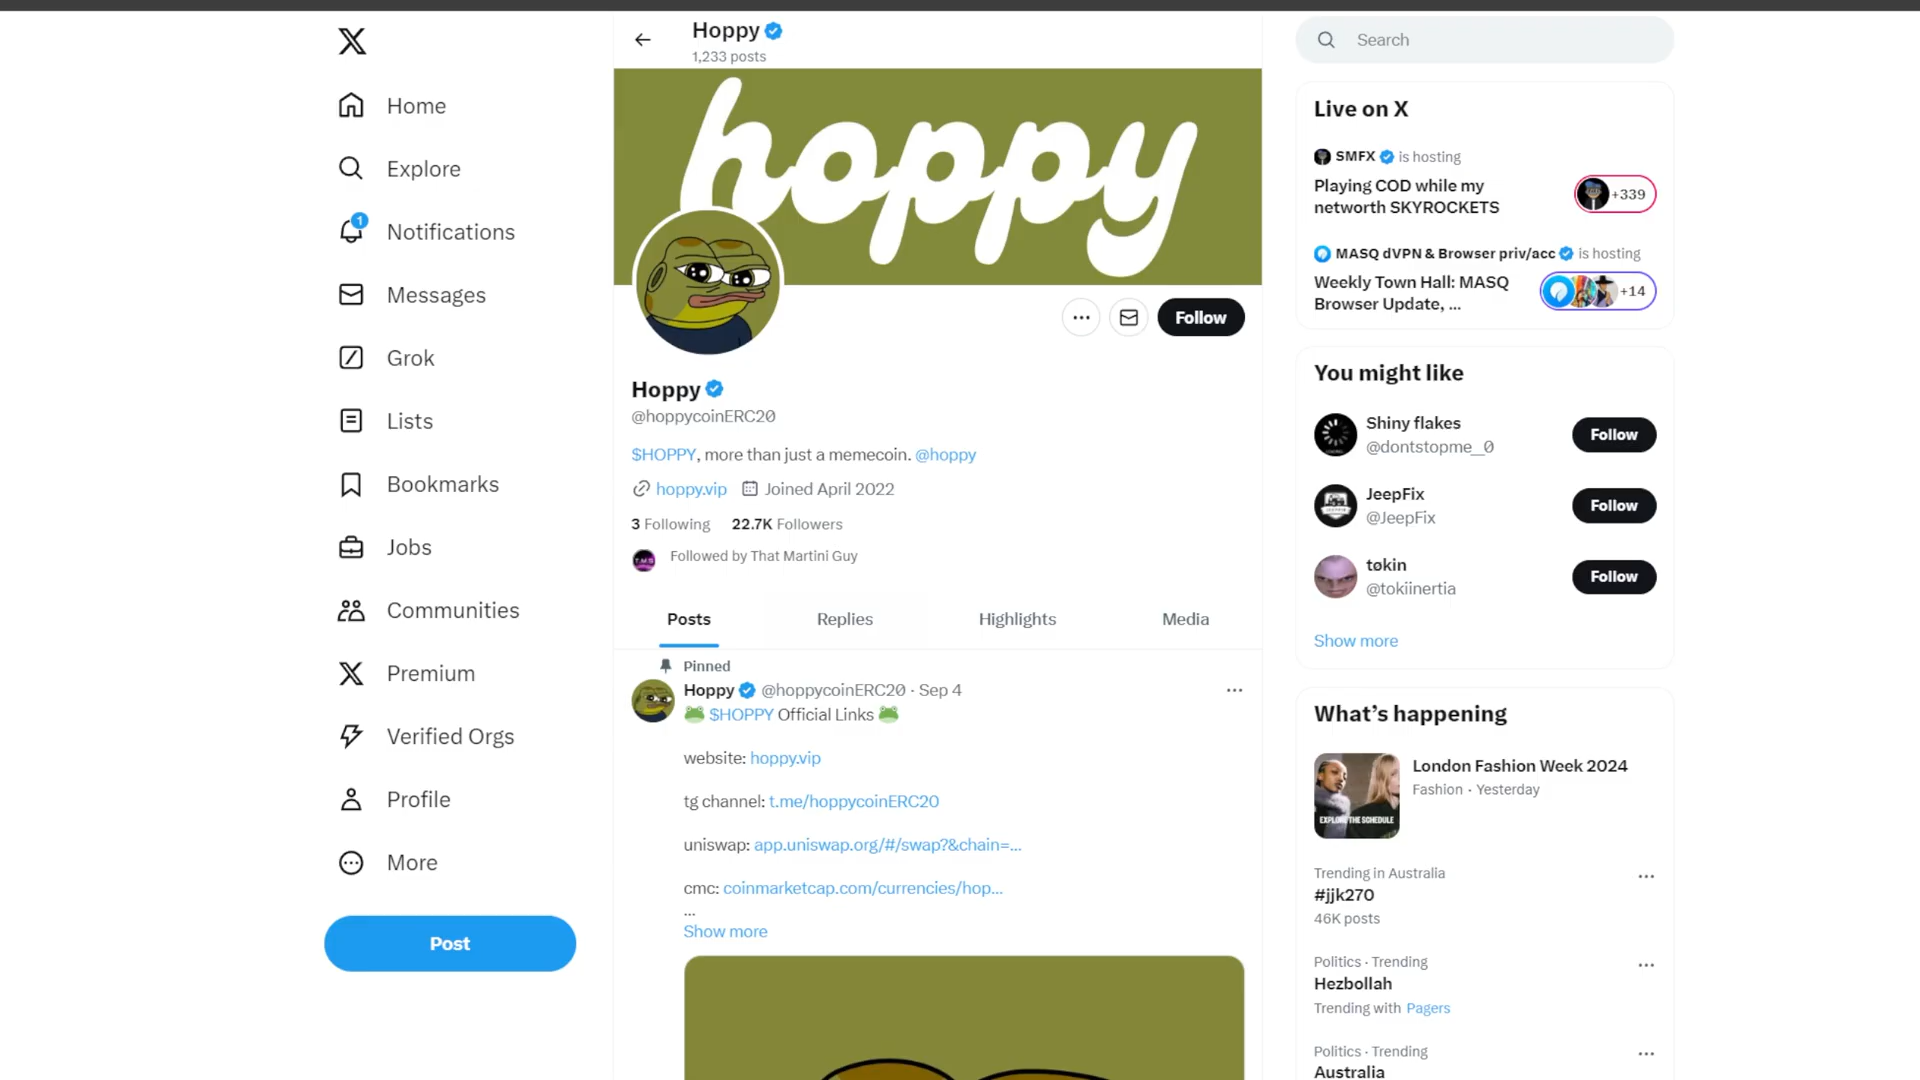 Home
Explore
1
Notifications
Messages
Grok
Lists
Bookmarks
Jobs
Communities
Premium
Verified Orgs
Profile
More
Post
Hoppy
1,233 posts
hoppy
Follow
Hoppy
@hoppycoinERC20
$HOPPY, more than just a memecoin. @hoppy
hoppy.vip Joined April 2022
3 Following 22.7K Followers
Followed by That Martini Guy
Posts Replies Highlights Media
Pinned
Hoppy @hoppycoinERC20 · Sep 4
🐸 $HOPPY Official Links 🐸
website: hoppy.vip
tg channel: t.me/hoppycoinERC20
uniswap: app.uniswap.org/#/swap?&chain=...
cmc: coinmarketcap.com/currencies/hop...
...
Show more
Search
Live on X
SMFX is hosting
Playing COD while my
networth SKYROCKETS
+339
MASQ dVPN & Browser priv/acc is hosting
Weekly Town Hall: MASQ
Browser Update, ...
+14
You might like
Shiny flakes
@dontstopme__0
Follow
JeepFix
@JeepFix
Follow
tøkin
@tokiinertia
Follow
Show more
What’s happening
EXPLORE THE SCHEDULE
London Fashion Week 2024
Fashion · Yesterday
Trending in Australia
#jjk270
46K posts
Politics · Trending
Hezbollah
Trending with Pagers
Politics · Trending
Australia